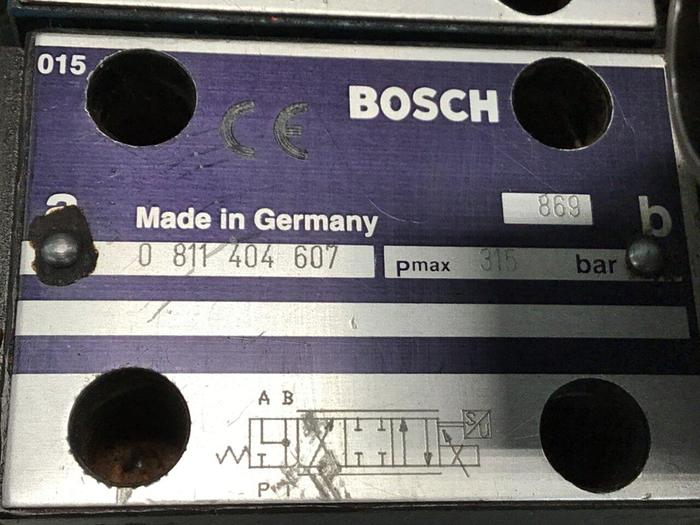 015
CE
BOSCH
869
a
Made in Germany
b
0 811 404 607
pmax 315 bar
A B
S
U
P T